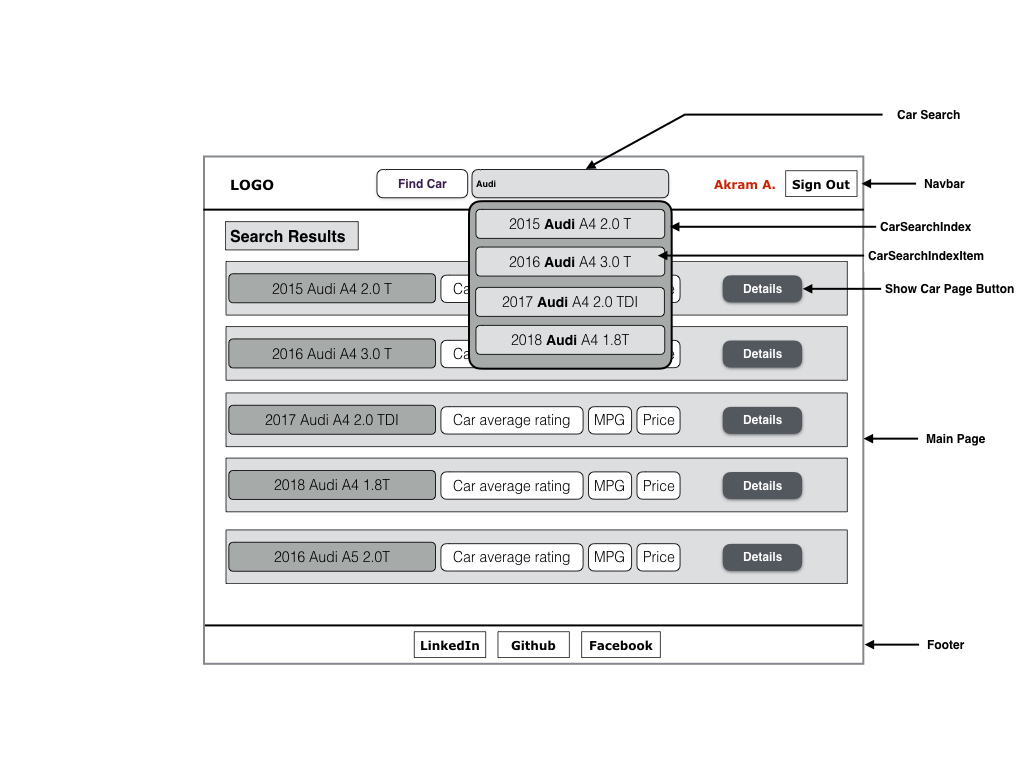 Car Search
LOGO
Find Car
Audi
Akram A.
Sign Out
Navbar
2015 Audi A4 2.0 T
CarSearchIndex
Search Results
2016 Audi A4 3.0 T
CarSearchIndexItem
2015 Audi A4 2.0 T
Ca
Details
Show Car Page Button
2017 Audi A4 2.0 TDI
2018 Audi A4 1.8T
2016 Audi A4 3.0 T
Ca
Details
2017 Audi A4 2.0 TDI
Car average rating
MPG
Price
Details
Main Page
2018 Audi A4 1.8T
Car average rating
MPG
Price
Details
2016 Audi A5 2.0T
Car average rating
MPG
Price
Details
LinkedIn
Github
Facebook
Footer